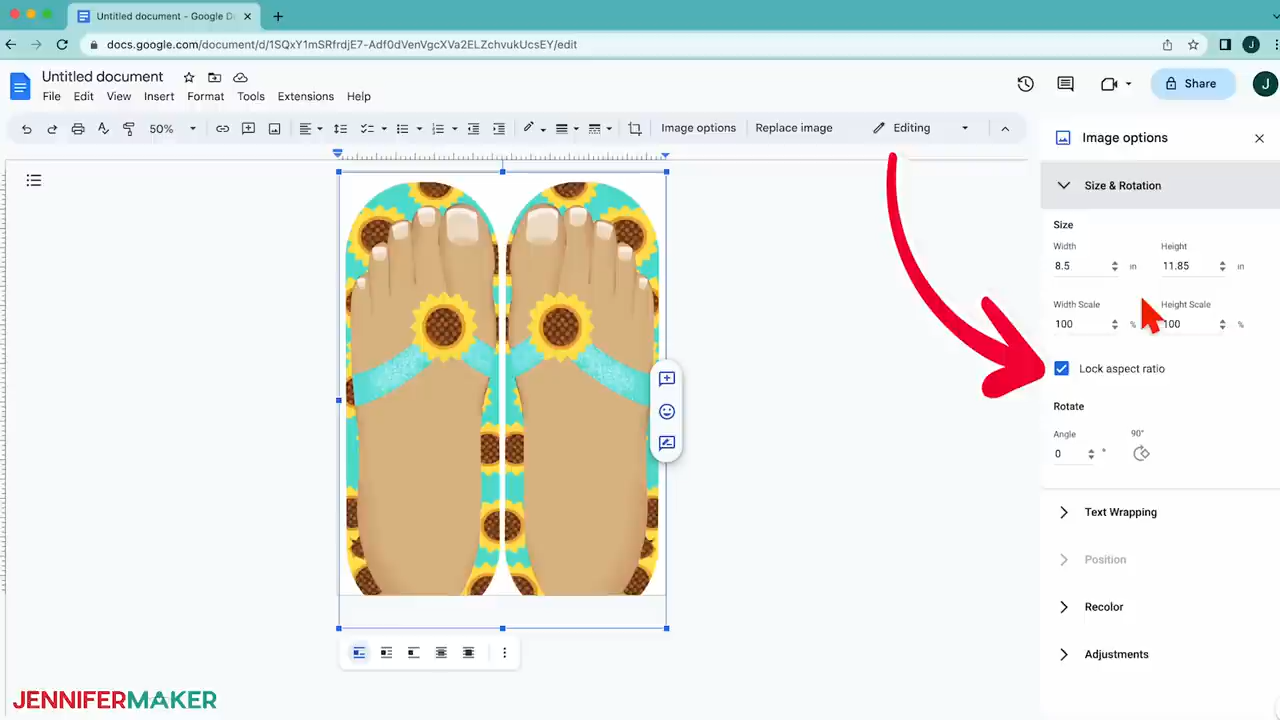 Untitled document - Google D
docs.google.com/document/d/1SQxY1mSRfrdjE7-Adf0dVenVgcXVa2ELZchvukUcsEY/edit
J
Untitled document
File Edit View Insert Format Tools Extensions Help
Share
J
50%
Image options
Replace image
Editing
Image options
Size & Rotation
Size
Width Height
8.5 in 11.85 in
Width Scale Height Scale
100 % 100 %
Lock aspect ratio
Rotate
Angle 90°
0 °
Text Wrapping
Position
Recolor
Adjustments
JENNIFERMAKER